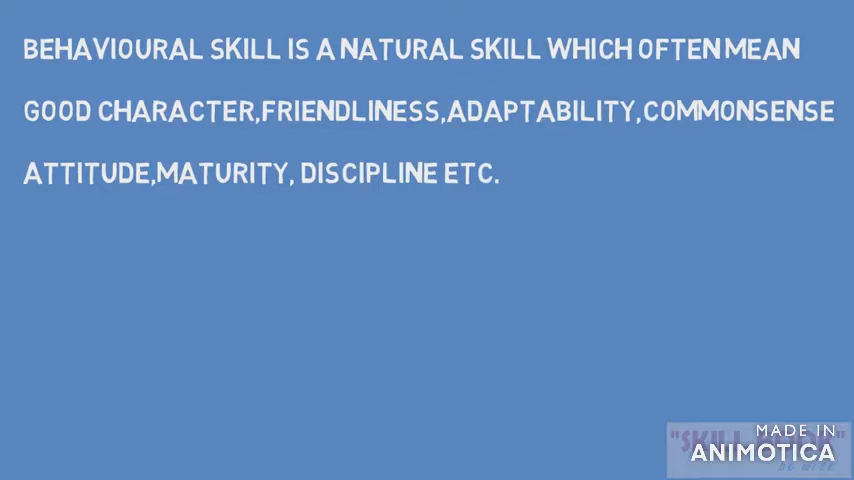 BEHAVIOURAL SKILL IS A NATURAL SKILL WHICH OFTEN MEAN
GOOD CHARACTER,FRIENDLINESS,ADAPTABILITY,COMMONSENSE
ATTITUDE,MATURITY, DISCIPLINE ETC.
MADE IN
ANIMOTICA